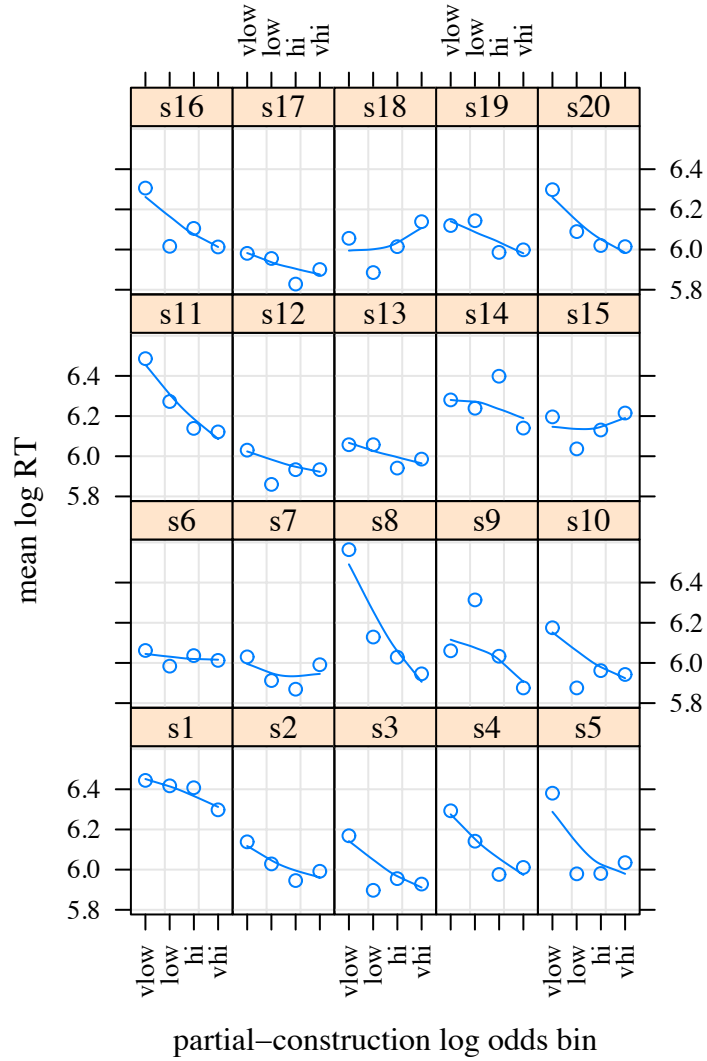 vlow low hi vhi vlow low hi vhi
s16 s17 s18 s19 s20
6.4
6.2
6.0
5.8
s11 s12 s13 s14 s15
6.4
6.2
6.0
5.8
s6 s7 s8 s9 s10
6.4
6.2
6.0
5.8
s1 s2 s3 s4 s5
6.4
6.2
6.0
5.8
mean log RT
vlow low hi vhi vlow low hi vhi vlow low hi vhi
partial−construction log odds bin